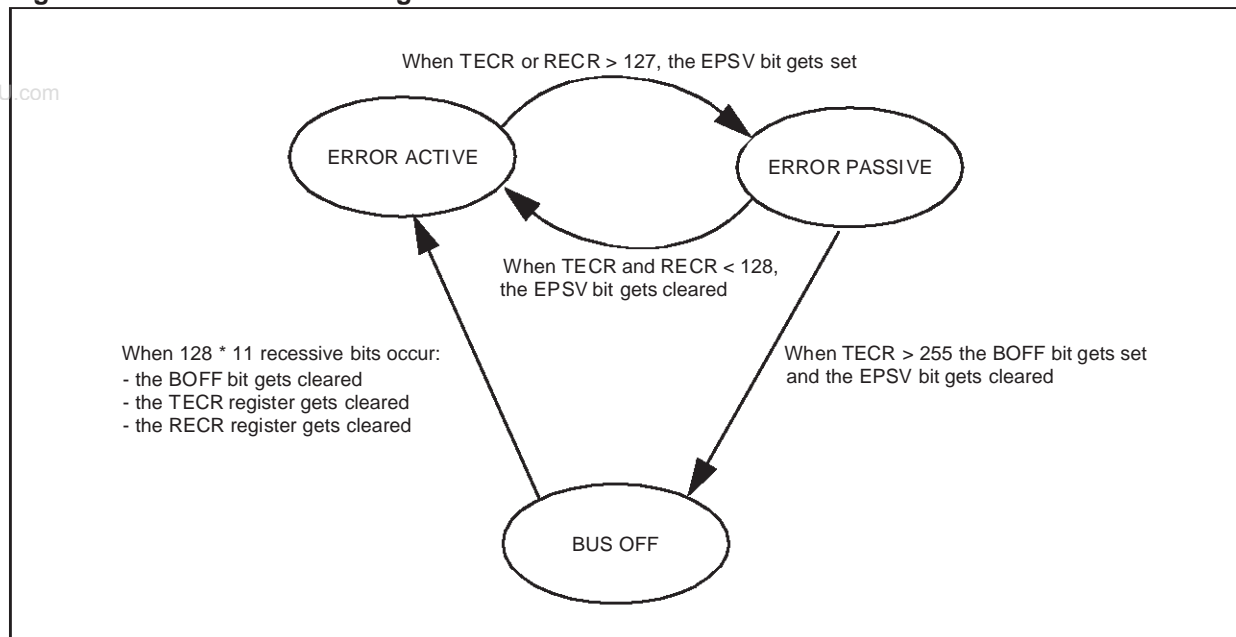 When TECR or RECR > 127, the EPSV bit gets set
U.com
ERROR ACTIVE
ERROR PASSIVE
When TECR and RECR < 128,
the EPSV bit gets cleared
When 128 * 11 recessive bits occur:
- the BOFF bit gets cleared
- the TECR register gets cleared
- the RECR register gets cleared
When TECR > 255 the BOFF bit gets set
and the EPSV bit gets cleared
BUS OFF